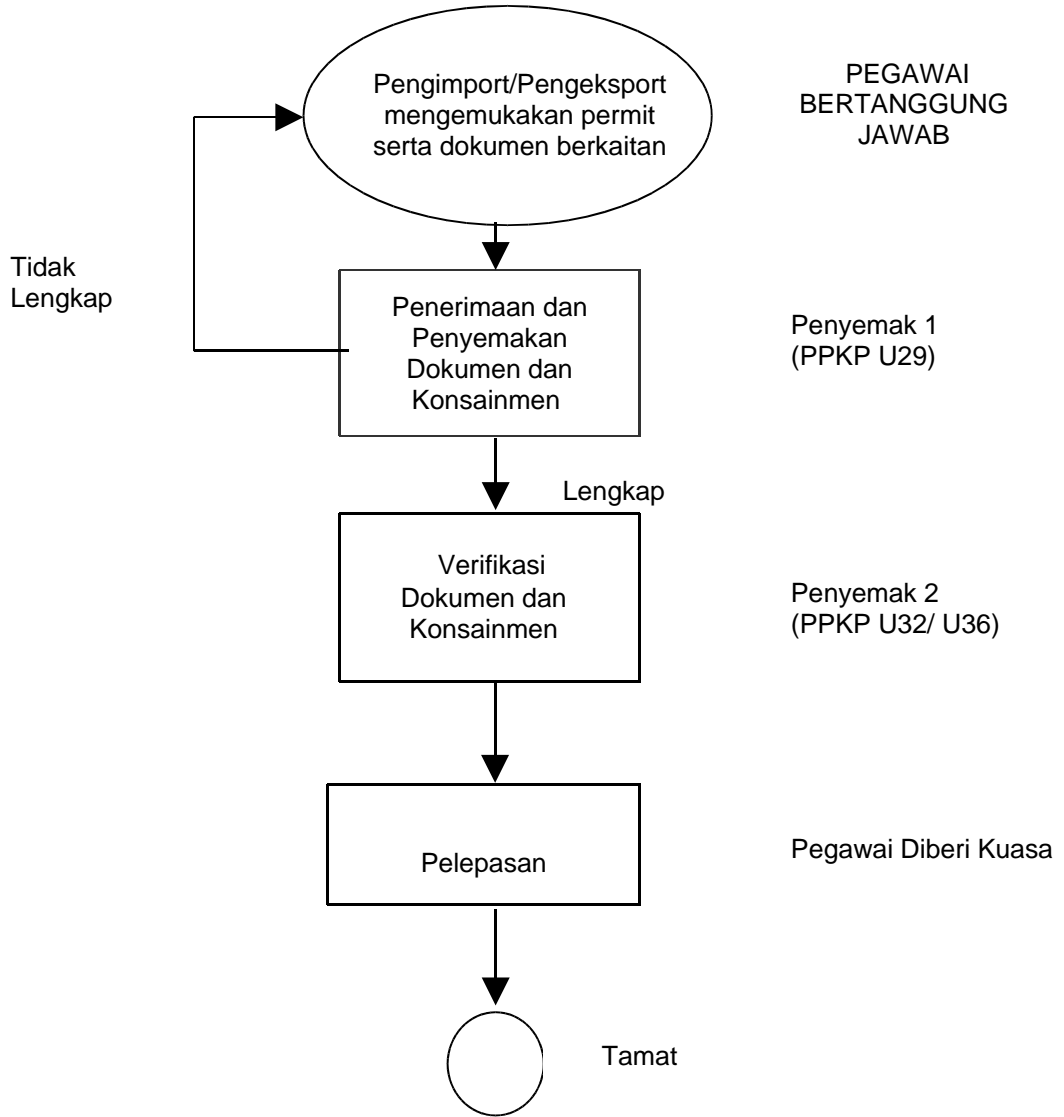 Pengimport/Pengeksport
mengemukakan permit
serta dokumen berkaitan
PEGAWAI
BERTANGGUNG
JAWAB
Tidak
Lengkap
Penerimaan dan
Penyemakan
Dokumen dan
Konsainmen
Penyemak 1
(PPKP U29)
Lengkap
Verifikasi
Dokumen dan
Konsainmen
Penyemak 2
(PPKP U32/ U36)
Pelepasan
Pegawai Diberi Kuasa
Tamat